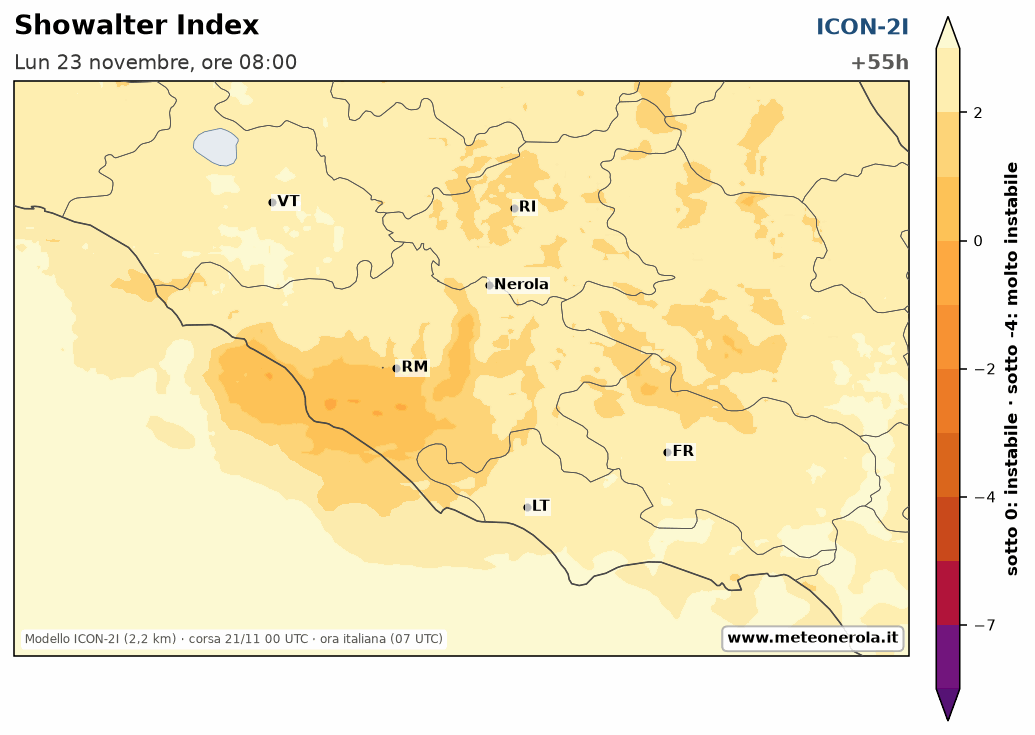 Showalter Index
ICON-2I
Lun 23 novembre, ore 08:00
+55h
VT
RI
Nerola
RM
FR
LT
Modello ICON-2I (2,2 km) · corsa 21/11 00 UTC · ora italiana (07 UTC)
www.meteonerola.it
2
0
−2
−4
−7
sotto 0: instabile · sotto -4: molto instabile